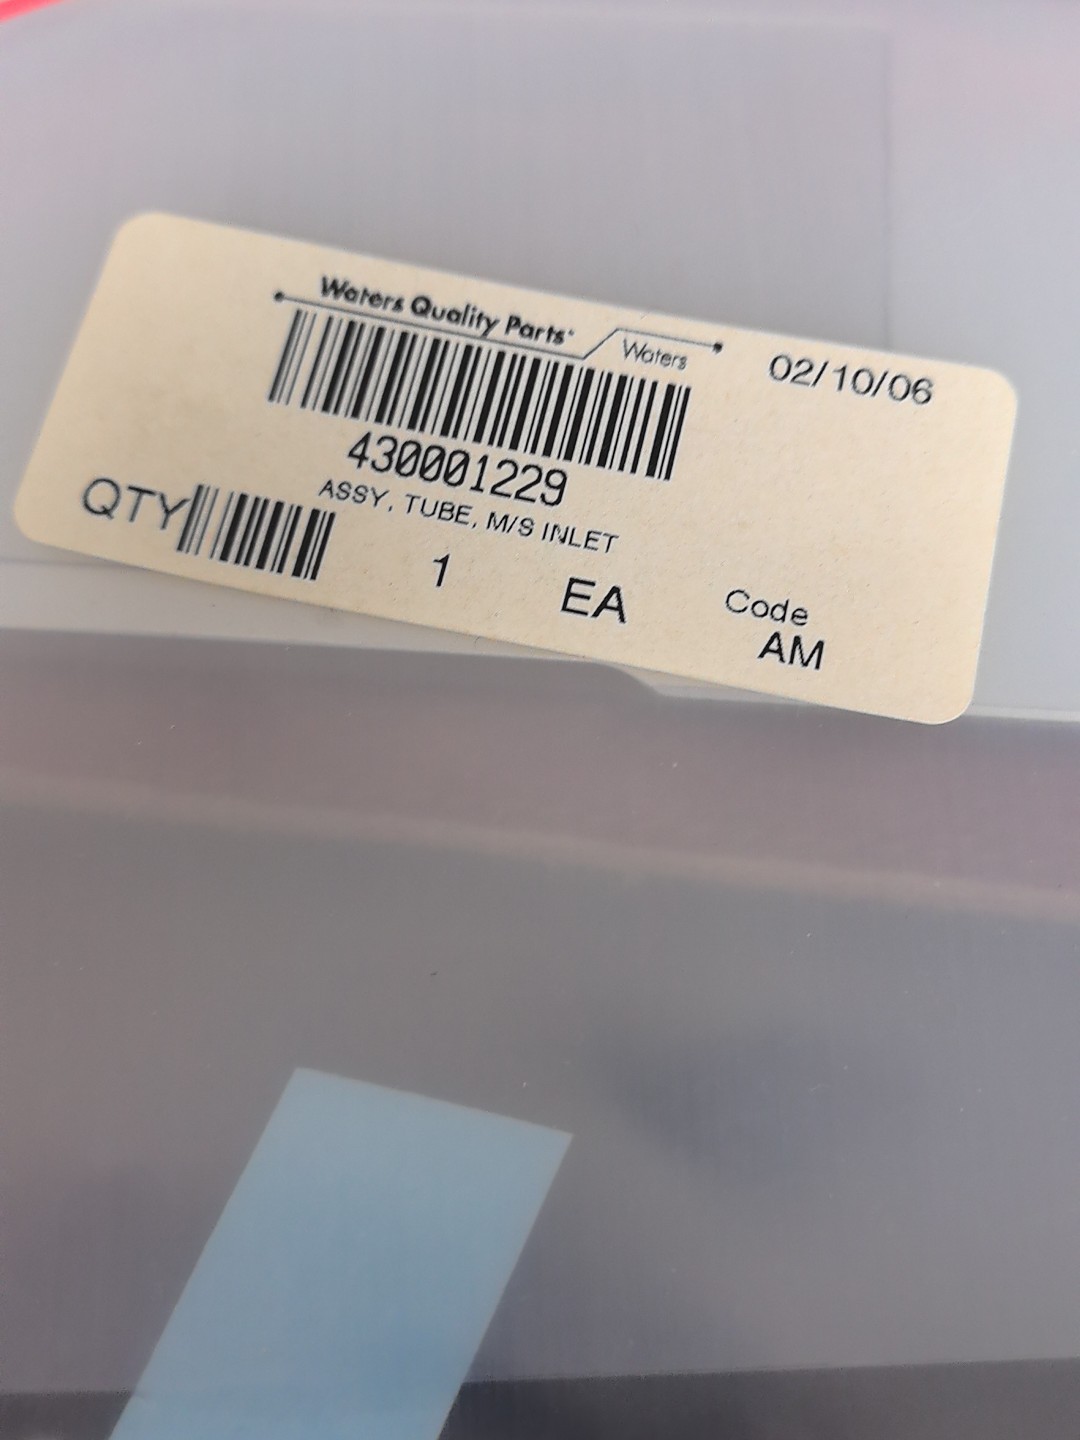 Waters Quality Parts
Waters
02/10/06
430001229
ASSY, TUBE, M/S INLET
QTY
1 EA
Code
AM